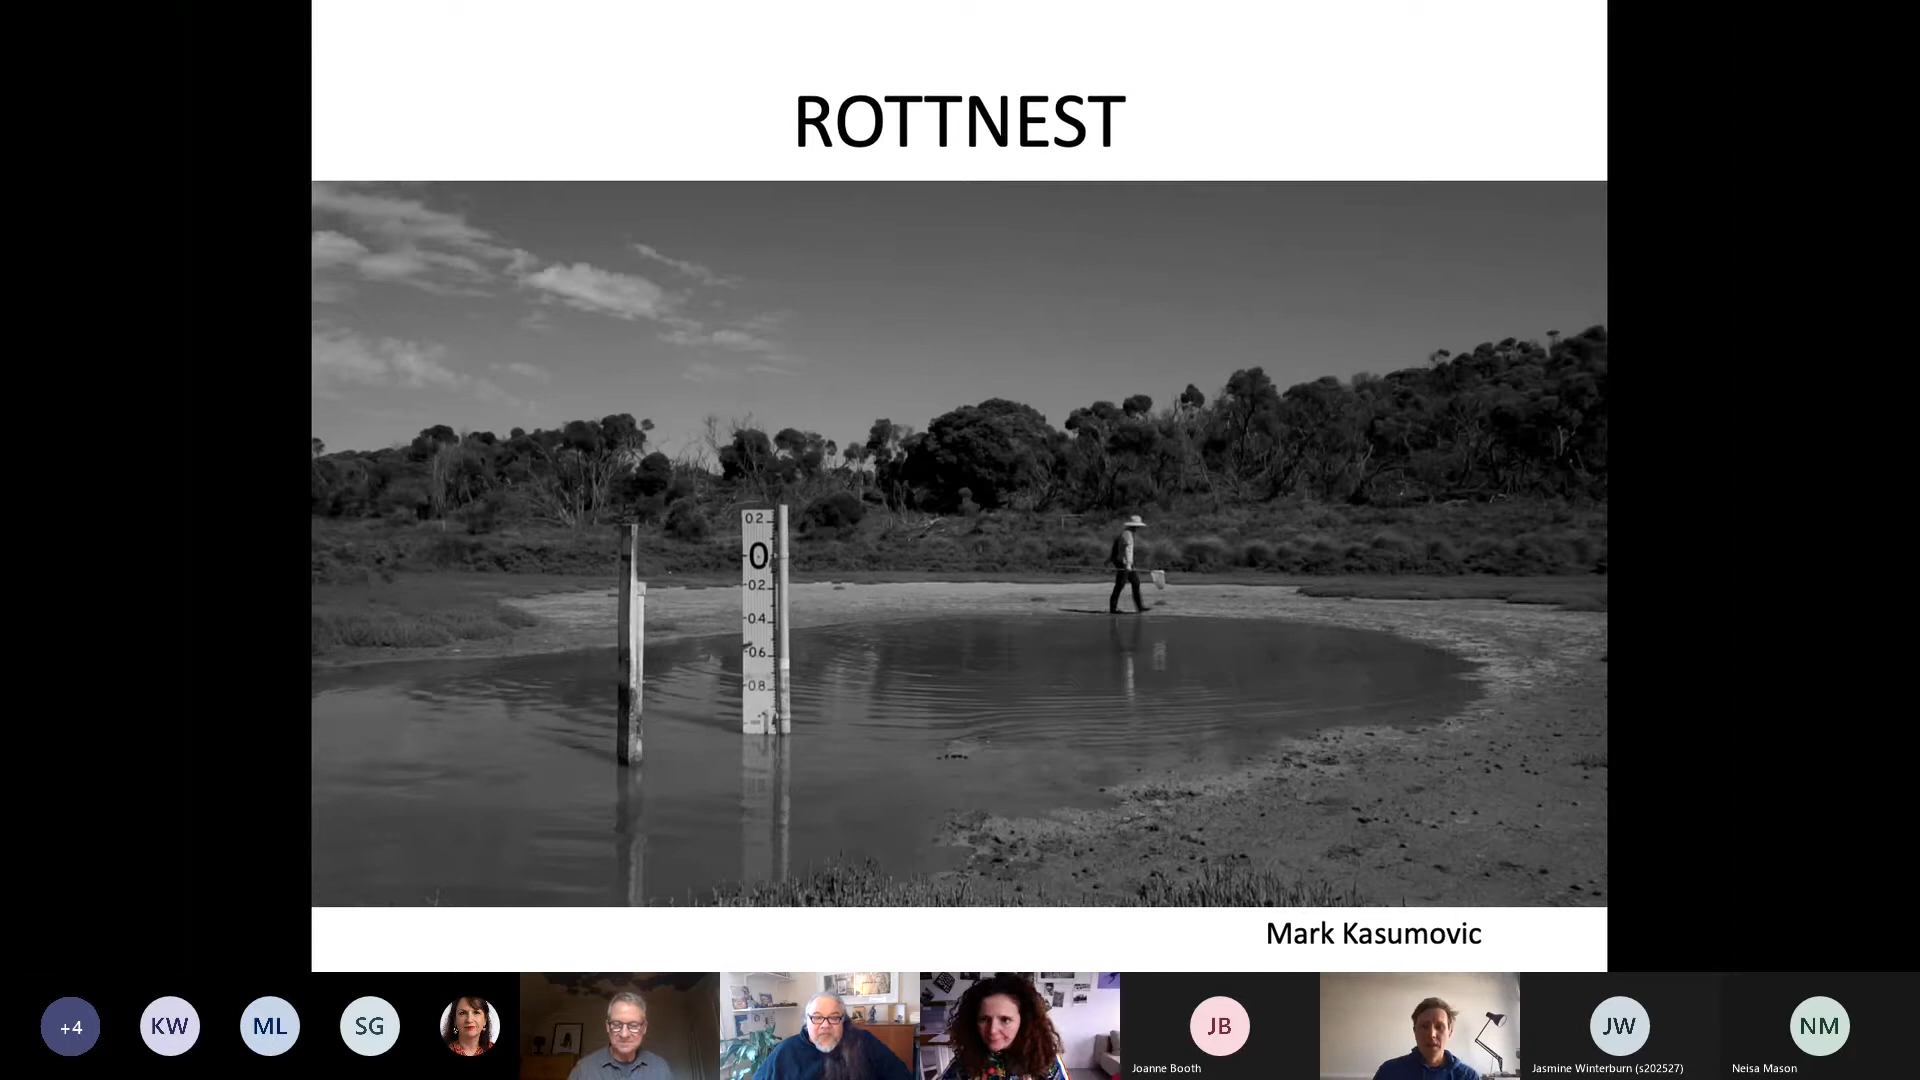 ROTTNEST
0.2
0
-0.2
-0.4
-0.6
-0.8
Mark Kasumovic
+4
KW
ML
SG
JB
Joanne Booth
JW
Jasmine Winterburn (s202527)
NM
Neisa Mason